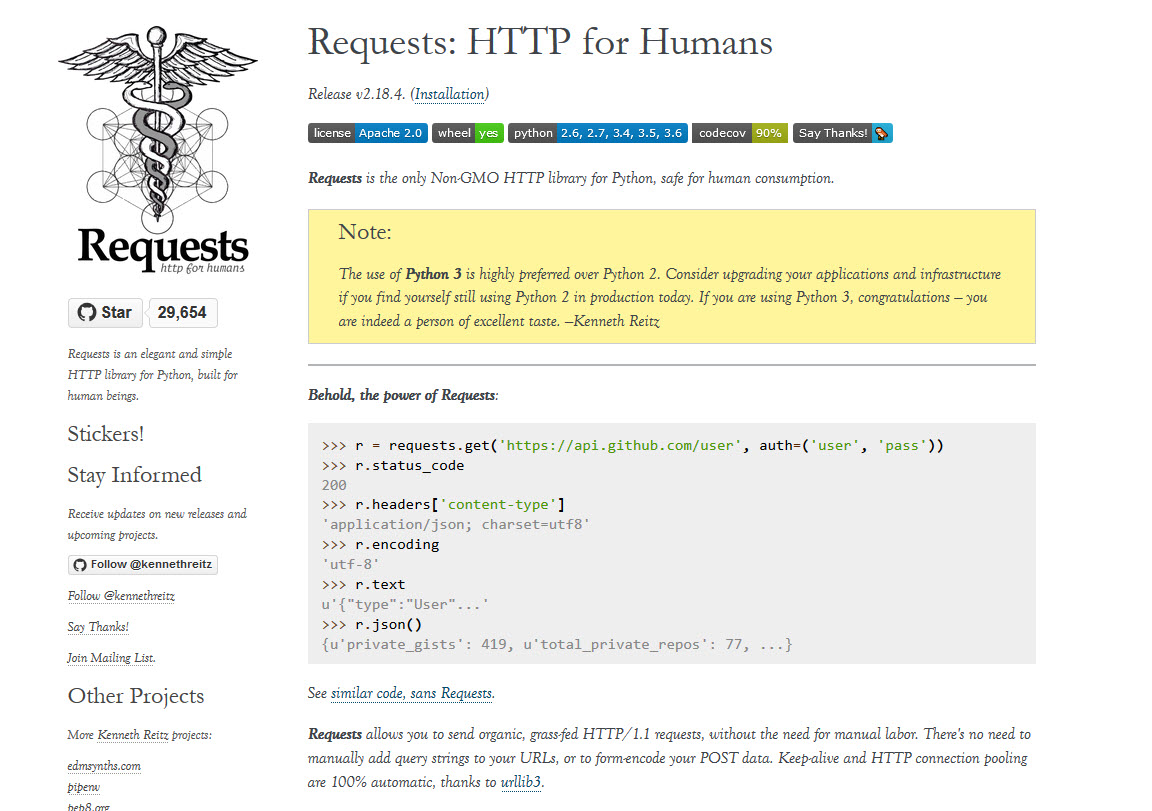 Requests
http for humans
Star 29,654
Requests is an elegant and simple
HTTP library for Python, built for
human beings.
Stickers!
Stay Informed
Receive updates on new releases and
upcoming projects.
Follow @kennethreitz
Follow @kennethreitz
Say Thanks!
Join Mailing List.
Other Projects
More Kenneth Reitz projects:
edmsynths.com
pipenv
pep8.org
Requests: HTTP for Humans
Release v2.18.4. (Installation)
license Apache 2.0 wheel yes python 2.6, 2.7, 3.4, 3.5, 3.6 codecov 90% Say Thanks!
Requests is the only Non-GMO HTTP library for Python, safe for human consumption.
Note:
The use of Python 3 is highly preferred over Python 2. Consider upgrading your applications and infrastructure
if you find yourself still using Python 2 in production today. If you are using Python 3, congratulations — you
are indeed a person of excellent taste. —Kenneth Reitz
Behold, the power of Requests:
>>> r = requests.get('https://api.github.com/user', auth=('user', 'pass'))
>>> r.status_code
200
>>> r.headers['content-type']
'application/json; charset=utf8'
>>> r.encoding
'utf-8'
>>> r.text
u'{"type":"User"...'
>>> r.json()
{u'private_gists': 419, u'total_private_repos': 77, ...}
See similar code, sans Requests.
Requests allows you to send organic, grass-fed HTTP/1.1 requests, without the need for manual labor. There's no need to
manually add query strings to your URLs, or to form-encode your POST data. Keep-alive and HTTP connection pooling
are 100% automatic, thanks to urllib3.